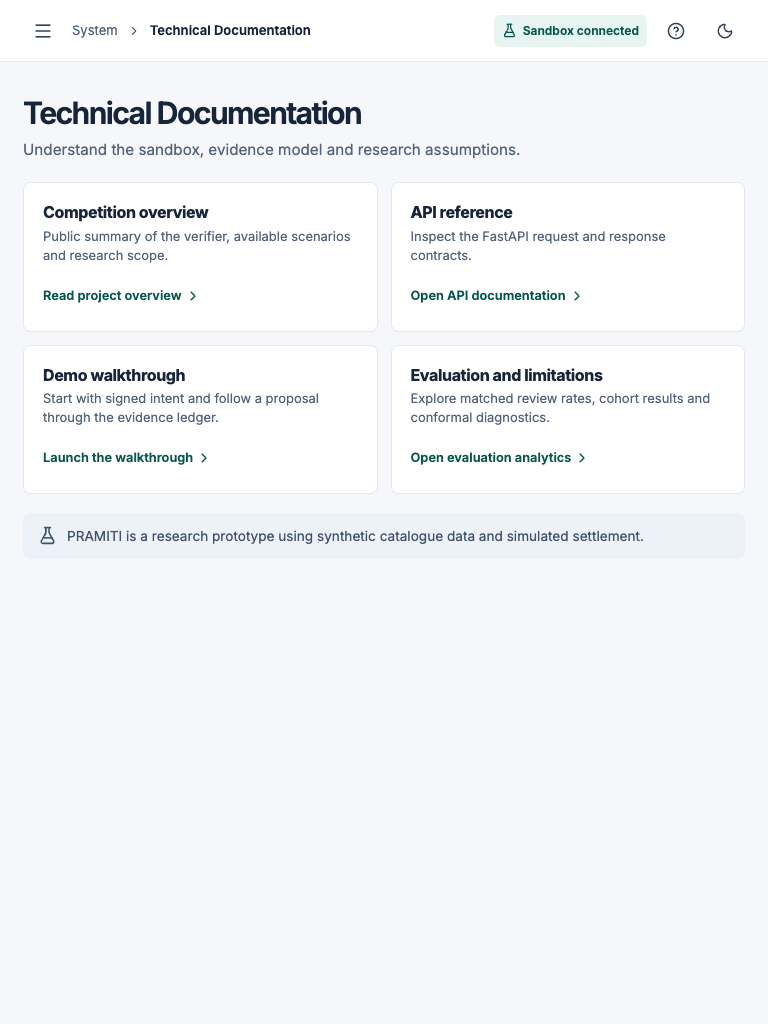 System
Technical Documentation
Sandbox connected
Technical Documentation
Understand the sandbox, evidence model and research assumptions.
Competition overview
Public summary of the verifier, available scenarios
and research scope.
Read project overview
API reference
Inspect the FastAPI request and response
contracts.
Open API documentation
Demo walkthrough
Start with signed intent and follow a proposal
through the evidence ledger.
Launch the walkthrough
Evaluation and limitations
Explore matched review rates, cohort results and
conformal diagnostics.
Open evaluation analytics
PRAMITI is a research prototype using synthetic catalogue data and simulated settlement.